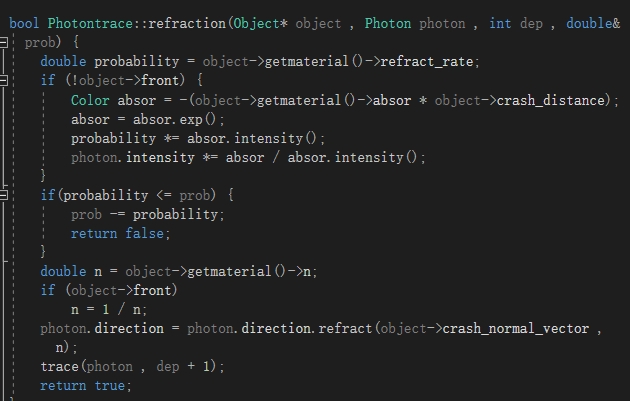 bool Photontrace::refraction(Object* object , Photon photon , int dep , double&
prob) {
double probability = object->getmaterial()->refract_rate;
if (!object->front) {
Color absor = -(object->getmaterial()->absor * object->crash_distance);
absor = absor.exp();
probability *= absor.intensity();
photon.intensity *= absor / absor.intensity();
}
if(probability <= prob) {
prob -= probability;
return false;
}
double n = object->getmaterial()->n;
if (object->front)
n = 1 / n;
photon.direction = photon.direction.refract(object->crash_normal_vector ,
n);
trace(photon , dep + 1);
return true;
}